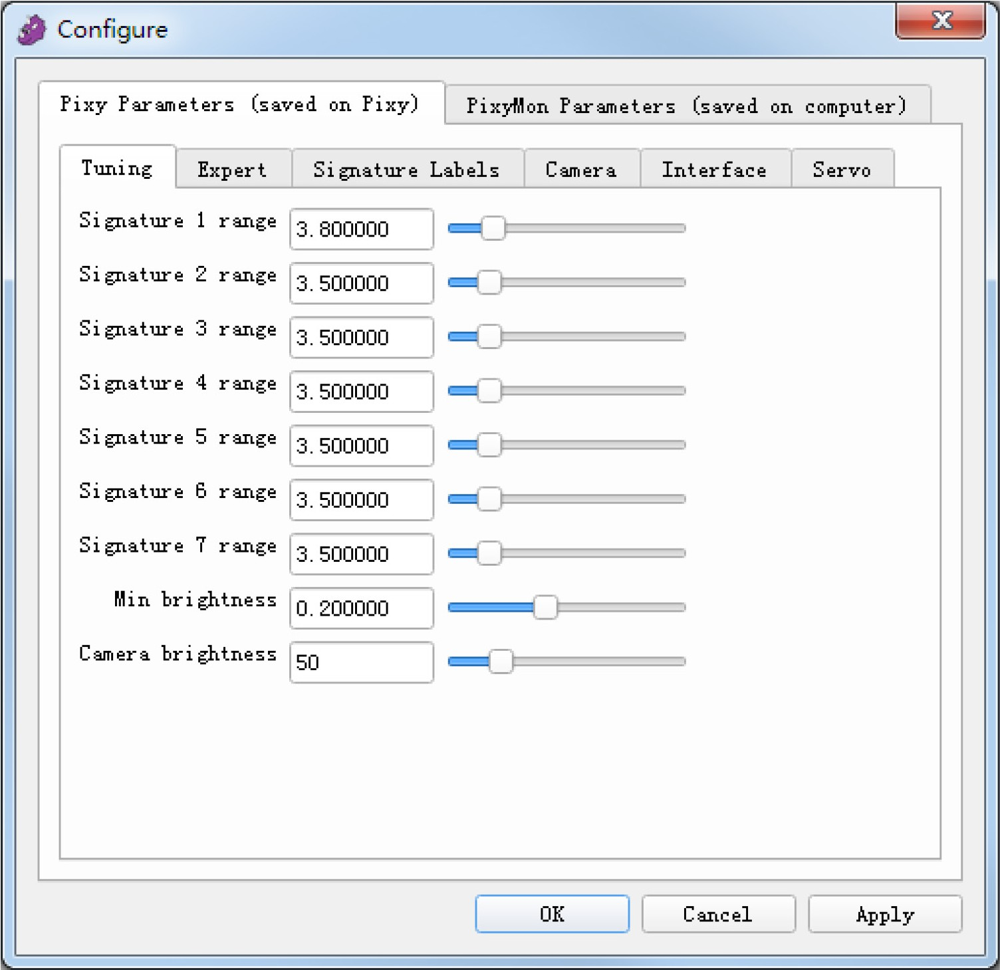 Configure
Pixy Parameters (saved on Pixy) PixyMon Parameters (saved on computer)
Tuning Expert Signature Labels Camera Interface Servo
Signature 1 range 3.800000
Signature 2 range 3.500000
Signature 3 range 3.500000
Signature 4 range 3.500000
Signature 5 range 3.500000
Signature 6 range 3.500000
Signature 7 range 3.500000
Min brightness 0.200000
Camera brightness 50
OK Cancel Apply